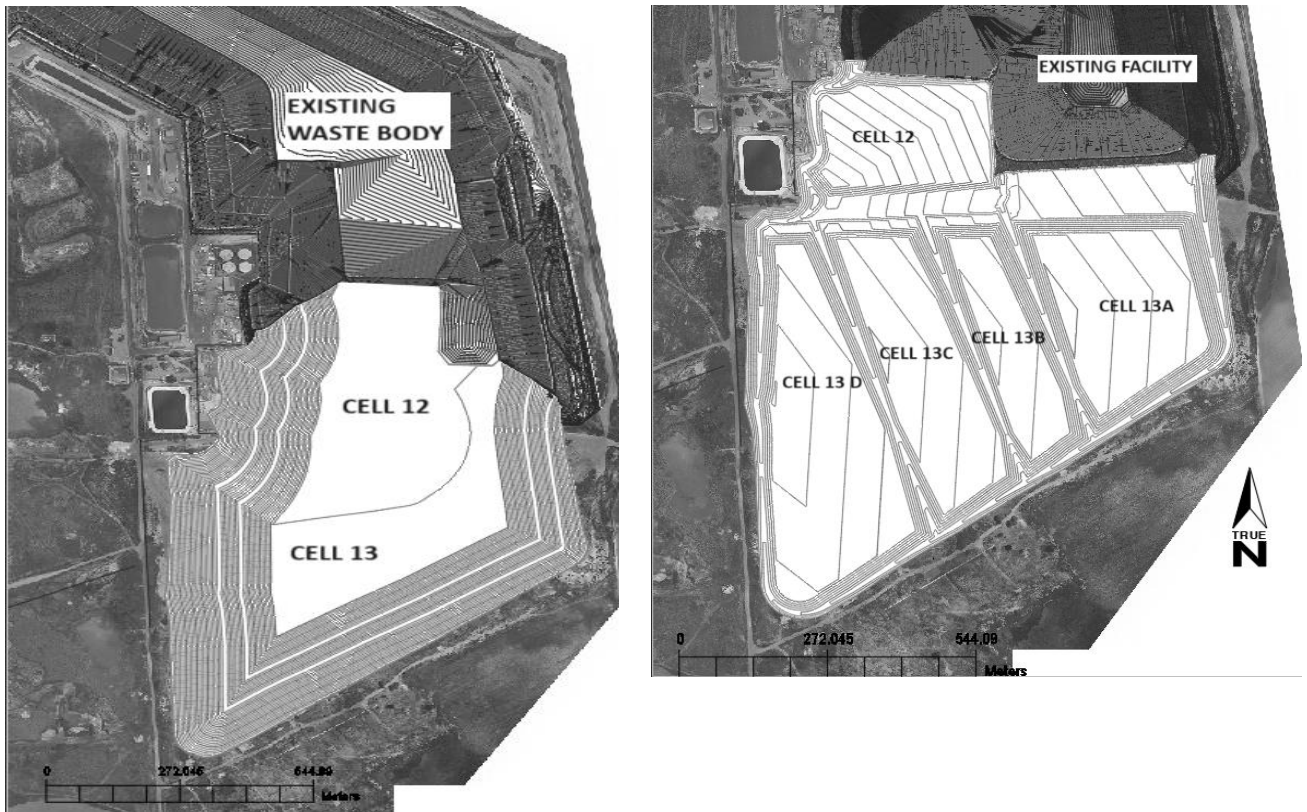 EXISTING
WASTE BODY
CELL 12
CELL 13
0
272.045
544.09
Meters
EXISTING FACILITY
CELL 12
CELL 13A
CELL 13B
CELL 13C
CELL 13 D
TRUE
N
0
272.045
544.09
Meters